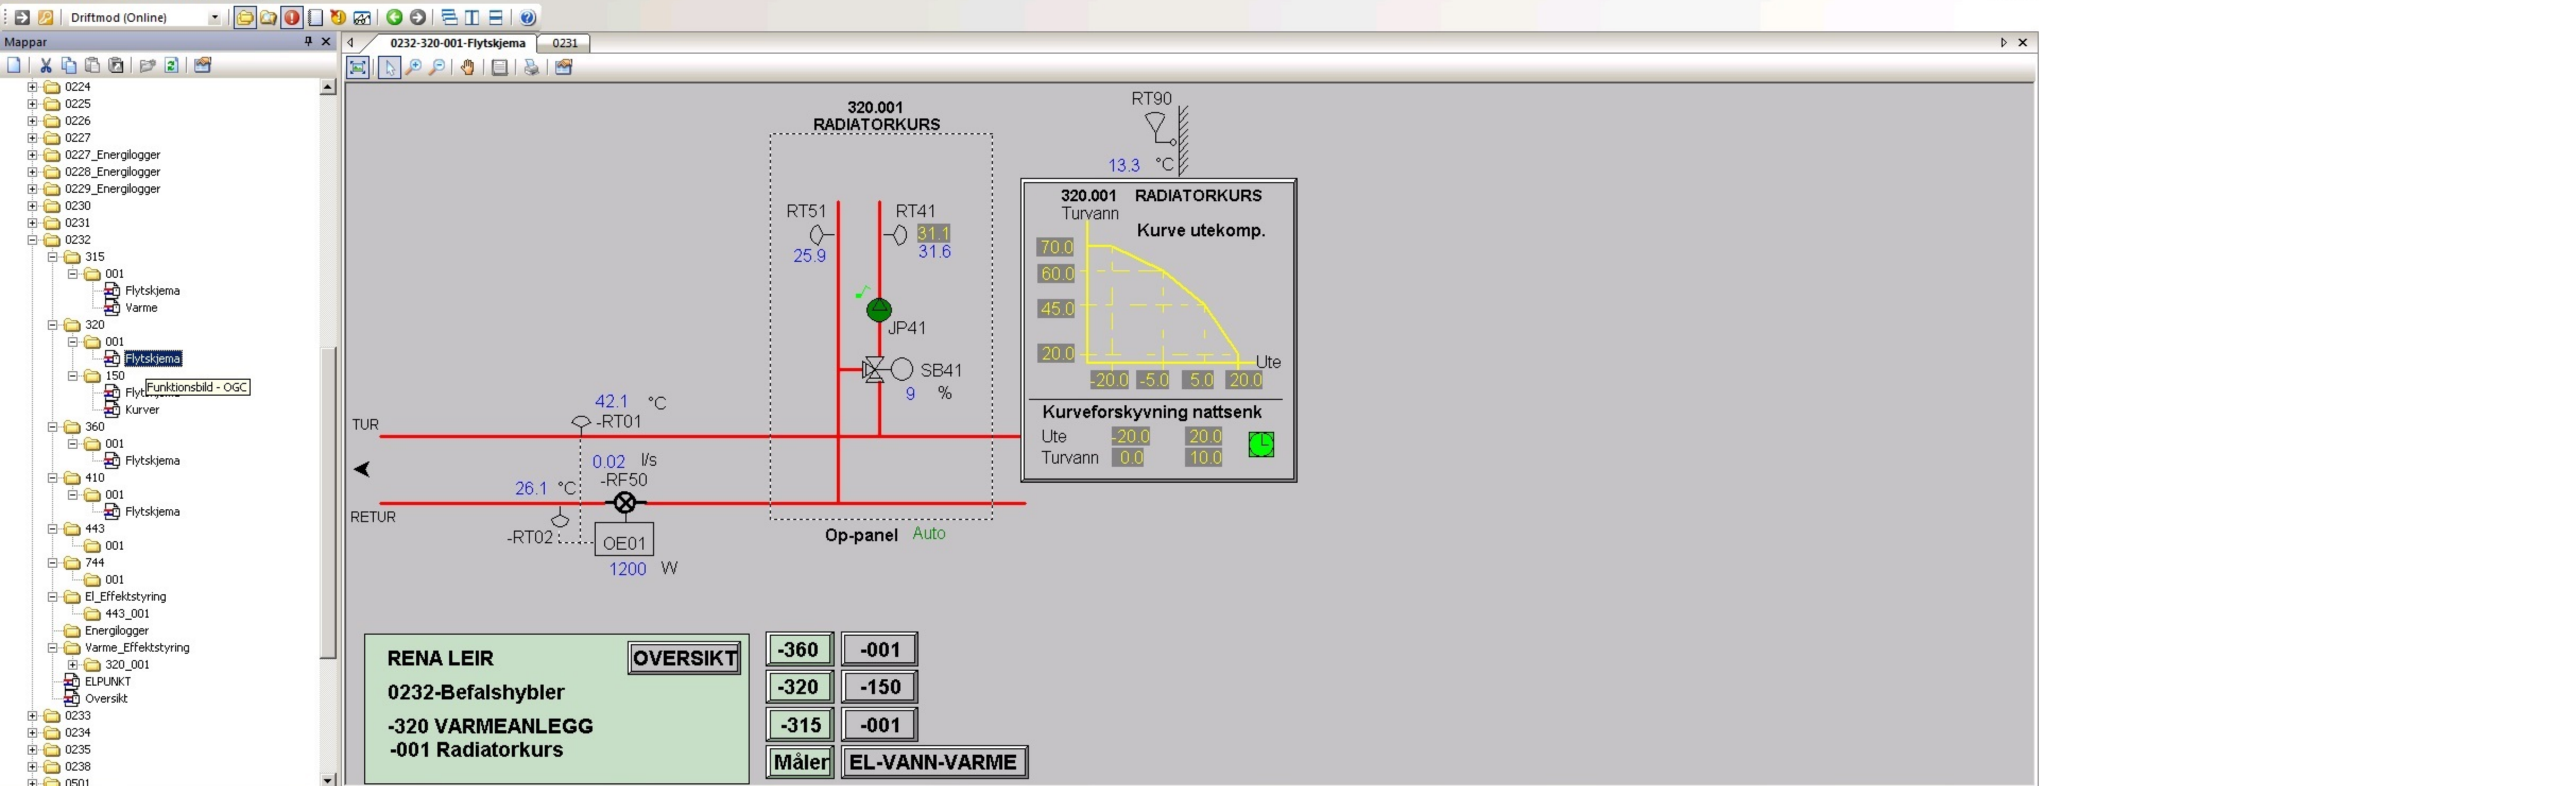 Driftmod (Online)
Mappar
0224
0225
0226
0227
0227_Energilogger
0228_Energilogger
0229_Energilogger
0230
0231
0232
315
001
Flytskjema
Varme
320
001
Flytskjema
150
Funktionsbild - OGC
Kurver
360
001
Flytskjema
410
001
Flytskjema
443
001
744
001
El_Effektstyring
443_001
Energilogger
Varme_Effektstyring
320_001
ELPUNKT
Oversikt
0233
0234
0235
0238
0501
0232-320-001-Flytskjema
0231
320.001
RADIATORKURS
RT51
25.9
RT41
31.1
31.6
JP41
SB41
9 %
RT90
13.3 °C
320.001 RADIATORKURS
Turvann
Kurve utekomp.
70.0
60.0
45.0
20.0
Ute
-20.0 -5.0 5.0 20.0
Kurveforskyvning nattsenk
Ute -20.0 20.0
Turvann 0.0 10.0
42.1 °C
-RT01
TUR
0.02 l/s
-RF50
26.1 °C
RETUR
-RT02
OE01
1200 W
Op-panel Auto
RENA LEIR
OVERSIKT
0232-Befalshybler
-320 VARMEANLEGG
-001 Radiatorkurs
-360 -001
-320 -150
-315 -001
Måler EL-VANN-VARME